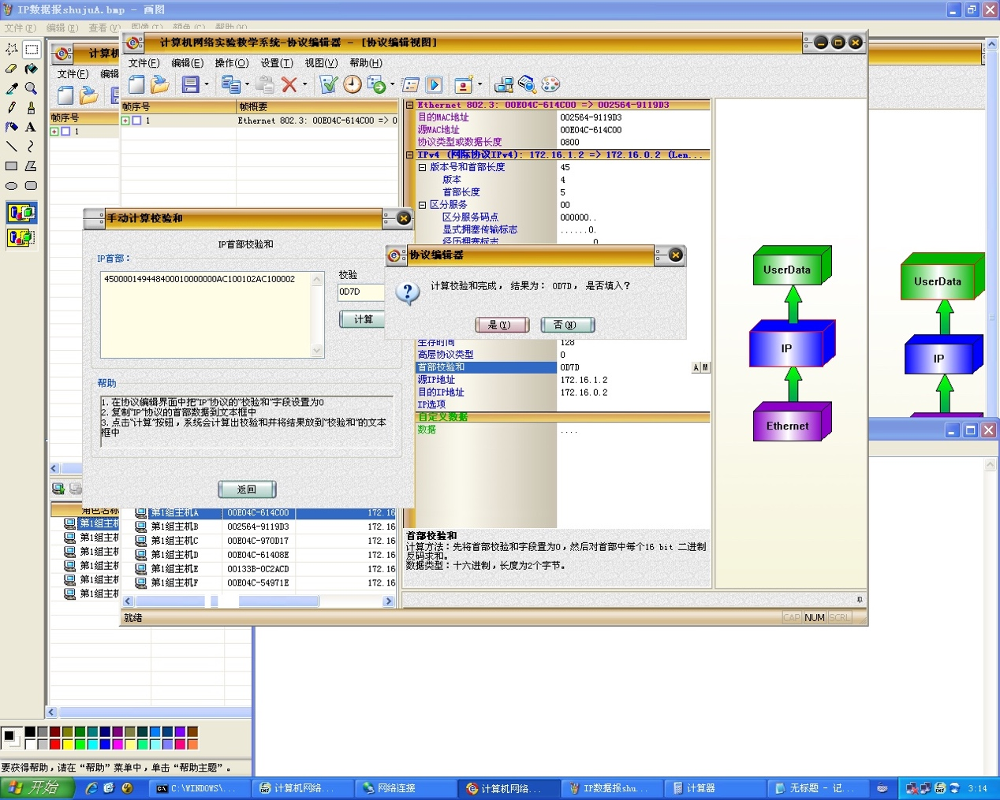 IP数据报shujuA.bmp - 画图
文件(F) 编辑(E) 查看(V) 图像(I) 颜色(C) 帮助(H)
计算机
文件(F) 编辑
帧序号
1
计算机网络实验教学系统-协议编辑器 - [协议编辑视图]
文件(F) 编辑(E) 操作(O) 设置(T) 视图(V) 帮助(H)
帧序号 帧概要
1 Ethernet 802.3: 00E04C-614C00 => 0
Ethernet 802.3: 00E04C-614C00 => 002564-9119D3
目的MAC地址 002564-9119D3
源MAC地址 00E04C-614C00
协议类型或数据长度 0800
IPv4 (网际协议IPv4): 172.16.1.2 => 172.16.0.2 (Len...
版本号和首部长度 45
版本 4
首部长度 5
区分服务 00
区分服务码点 000000..
显式拥塞传输标志 ......0.
经历拥塞标志 .......0
生存时间 128
高层协议类型 0
首部校验和 0D7D A M
源IP地址 172.16.1.2
目的IP地址 172.16.0.2
IP选项
自定义数据
数据 ....
首部校验和
计算方法：先将首部校验和字段置为0，然后对首部中每个16 bit 二进制
反码求和。
数据类型：十六进制，长度为2个字节。
手动计算校验和
IP首部校验和
IP首部：
450000149448400010000000AC100102AC100002
校验
0D7D
计算
帮助
1. 在协议编辑界面中把"IP"协议的"校验和"字段设置为0
2. 复制"IP"协议的首部数据到文本框中
3. 点击"计算"按钮，系统会计算出校验和并将结果放到"校验和"的文本
框中
返回
协议编辑器
计算校验和完成， 结果为： 0D7D， 是否填入？
是(Y) 否(N)
UserData
IP
Ethernet
UserData
IP
角色名称
第1组主机
第1组主机
第1组主机
第1组主机
第1组主机
第1组主机
第1组主机A 00E04C-614C00 172.16
第1组主机B 002564-9119D3 172.16
第1组主机C 00E04C-970D17 172.16
第1组主机D 00E04C-61408E 172.16
第1组主机E 00133B-0C2ACD 172.16
第1组主机F 00E04C-54971E 172.16
就绪 CAP NUM SCRL
要获得帮助，请在“帮助”菜单中，单击“帮助主题”。
开始 C:\WINDOWS\... 计算机网络... 网络连接 计算机网络... IP数据报shu... 计算器 无标题 - 记... 3:14